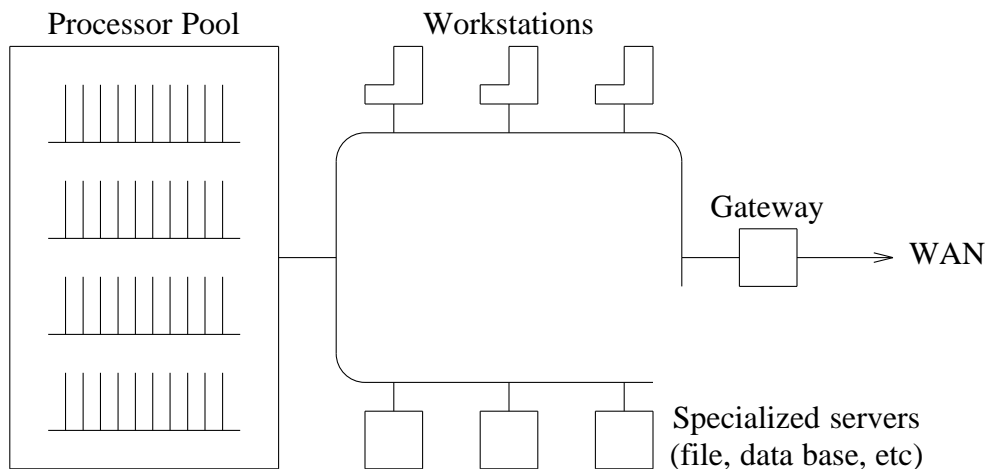 Processor Pool
Workstations
Gateway
WAN
Specialized servers
(file, data base, etc)